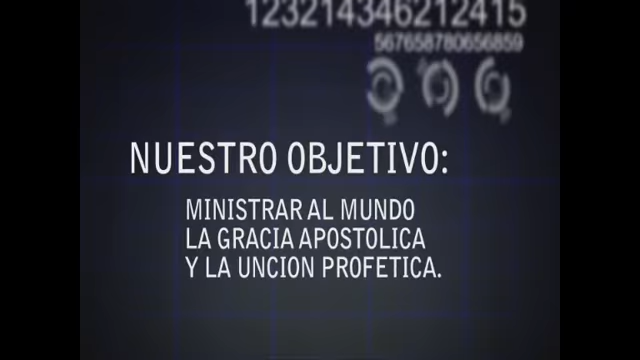 123214346212415
567658780656859
NUESTRO OBJETIVO:
MINISTRAR AL MUNDO
LA GRACIA APOSTOLICA
Y LA UNCION PROFETICA.